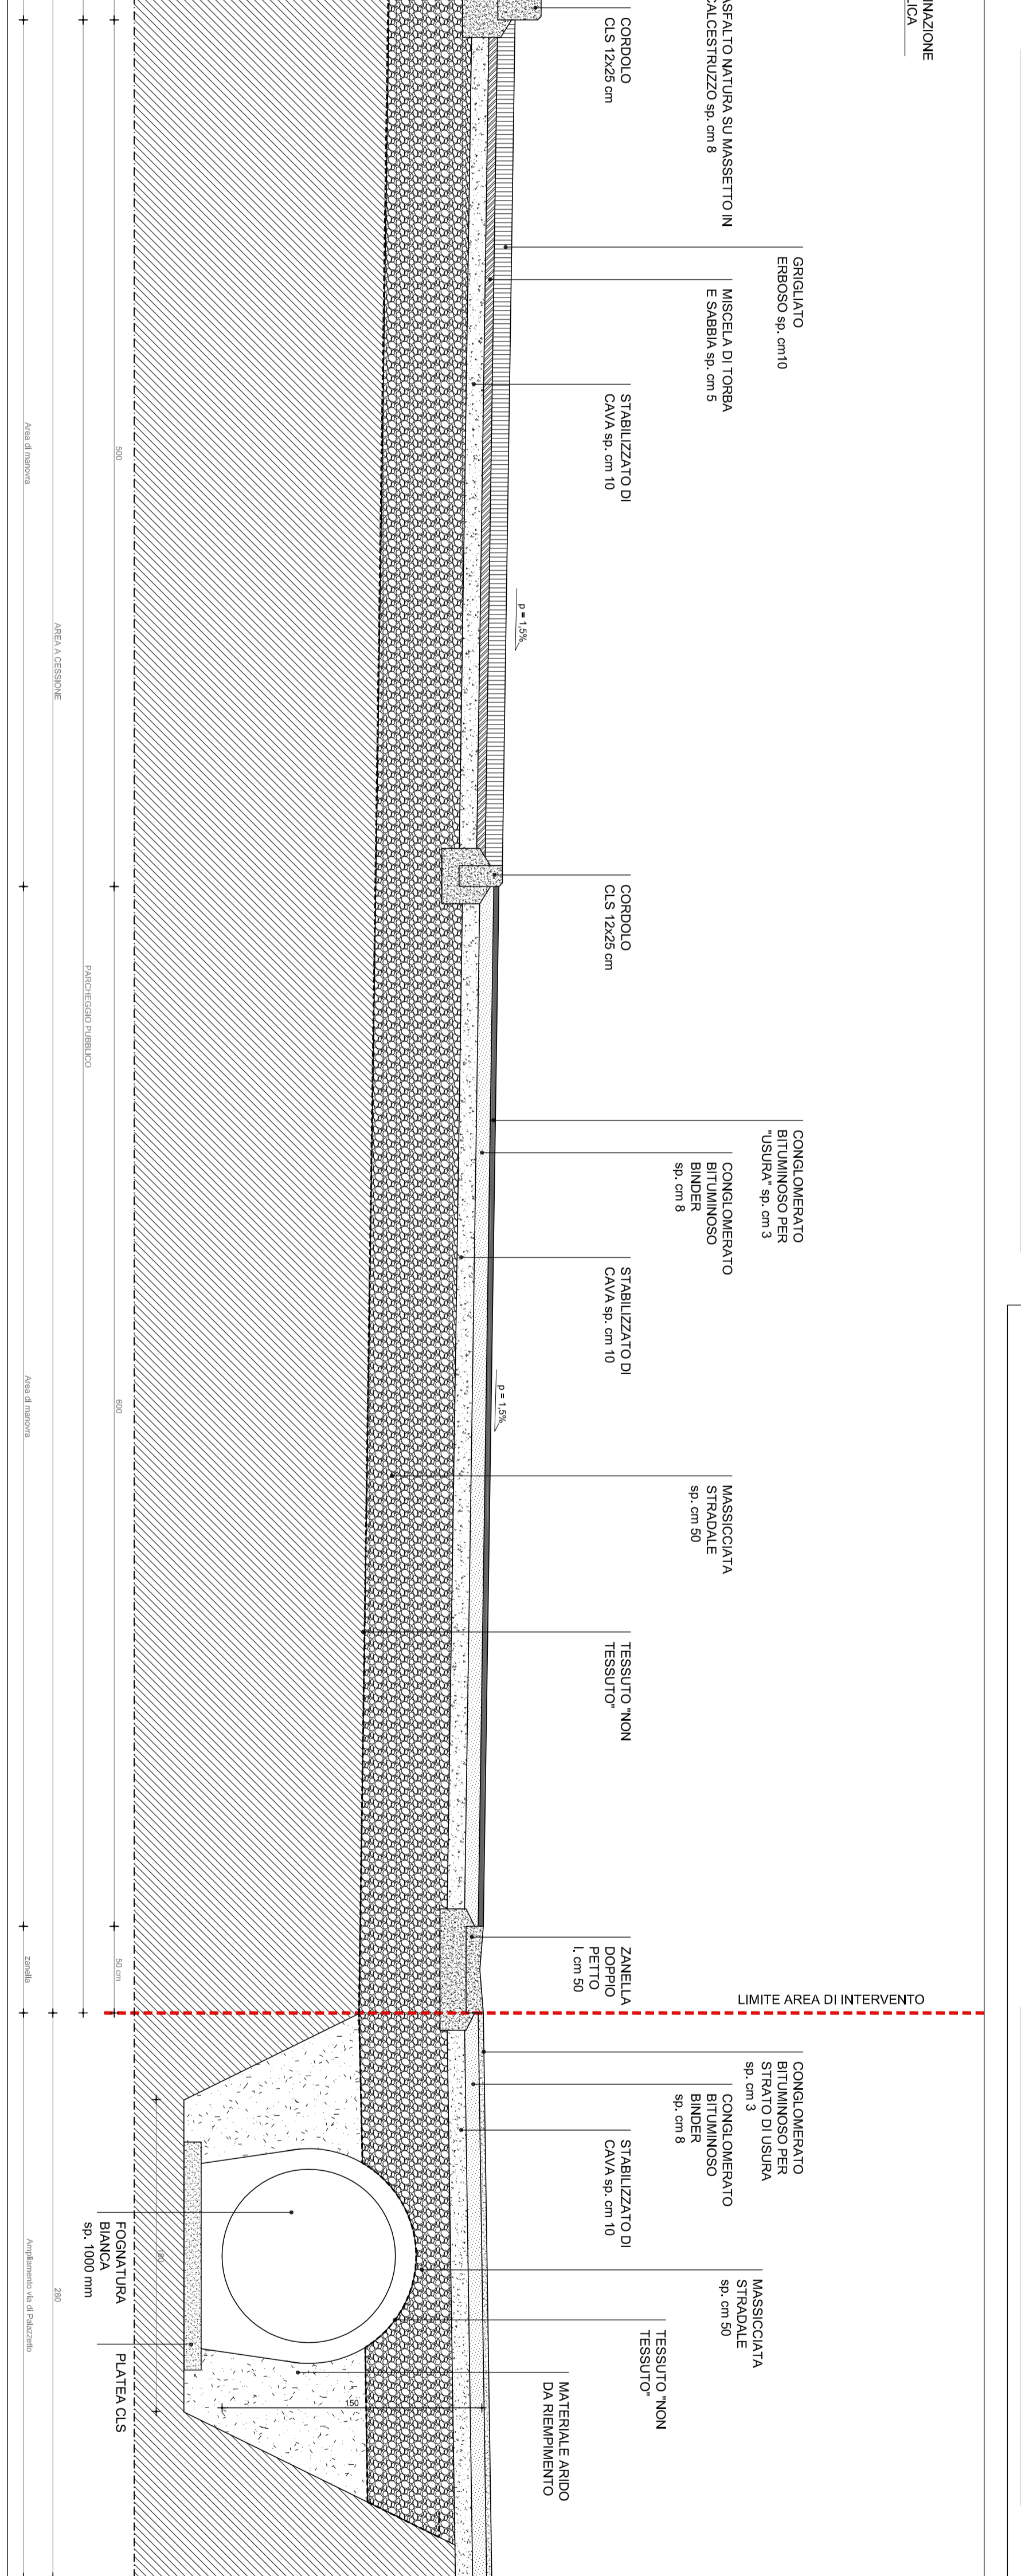 INAZIONE
LICA
ASFALTO NATURA SU MASSETTO IN
CALCESTRUZZO sp. cm 8
CORDOLO
CLS 12x25 cm
GRIGLIATO
ERBOSO sp. cm10
MISCELA DI TORBA
E SABBIA sp. cm 5
STABILIZZATO DI
CAVA sp. cm 10
p = 1,5%
CORDOLO
CLS 12x25 cm
CONGLOMERATO
BITUMINOSO PER
"USURA" sp. cm 3
CONGLOMERATO
BITUMINOSO
BINDER
sp. cm 8
STABILIZZATO DI
CAVA sp. cm 10
p = 1,5%
MASSICCIATA
STRADALE
sp. cm 50
TESSUTO "NON
TESSUTO"
ZANELLA
DOPPIO
PETTO
l. cm 50
LIMITE AREA DI INTERVENTO
CONGLOMERATO
BITUMINOSO PER
STRATO DI USURA
sp. cm 3
CONGLOMERATO
BITUMINOSO
BINDER
sp. cm 8
STABILIZZATO DI
CAVA sp. cm 10
MASSICCIATA
STRADALE
sp. cm 50
TESSUTO "NON
TESSUTO"
MATERIALE ARIDO
DA RIEMPIMENTO
150
FOGNATURA
BIANCA
sp. 1000 mm
PLATEA CLS
500
600
50 cm
PARCHEGGIO PUBBLICO
AREA A CESSIONE
280
Area di manovra
Area di manovra
zanella
Ampliamento via di Palazzetto